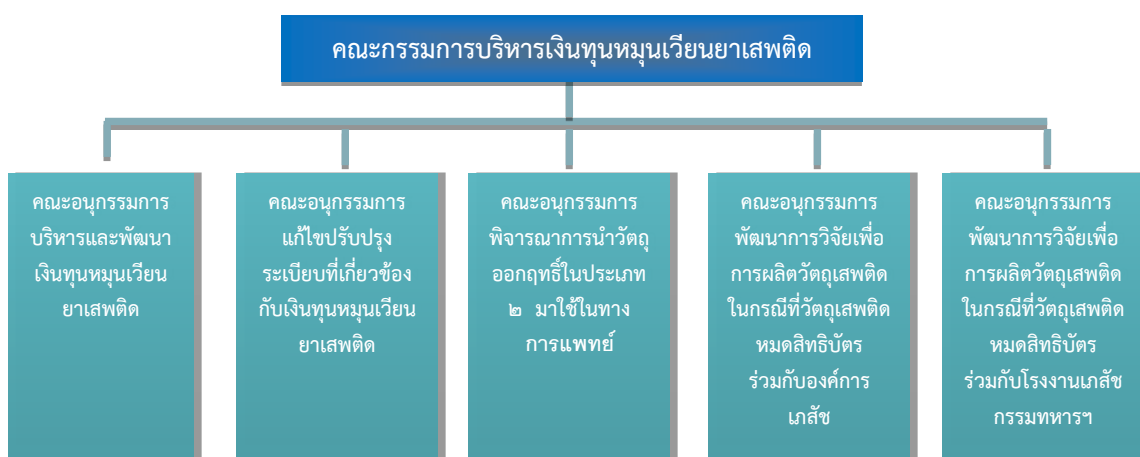 คณะกรรมการบริหารเงินทุนหมุนเวียนยาเสพติด
คณะอนุกรรมการ
บริหารและพัฒนา
เงินทุนหมุนเวียน
ยาเสพติด
คณะอนุกรรมการ
แก้ไขปรับปรุง
ระเบียบที่เกี่ยวข้อง
กับเงินทุนหมุนเวียน
ยาเสพติด
คณะอนุกรรมการ
พิจารณาการนำวัตถุ
ออกฤทธิ์ในประเภท
๒ มาใช้ในทาง
การแพทย์
คณะอนุกรรมการ
พัฒนาการวิจัยเพื่อ
การผลิตวัตถุเสพติด
ในกรณีที่วัตถุเสพติด
หมดสิทธิบัตร
ร่วมกับองค์การ
เภสัช
คณะอนุกรรมการ
พัฒนาการวิจัยเพื่อ
การผลิตวัตถุเสพติด
ในกรณีที่วัตถุเสพติด
หมดสิทธิบัตร
ร่วมกับโรงงานเภสัช
กรรมทหารฯ